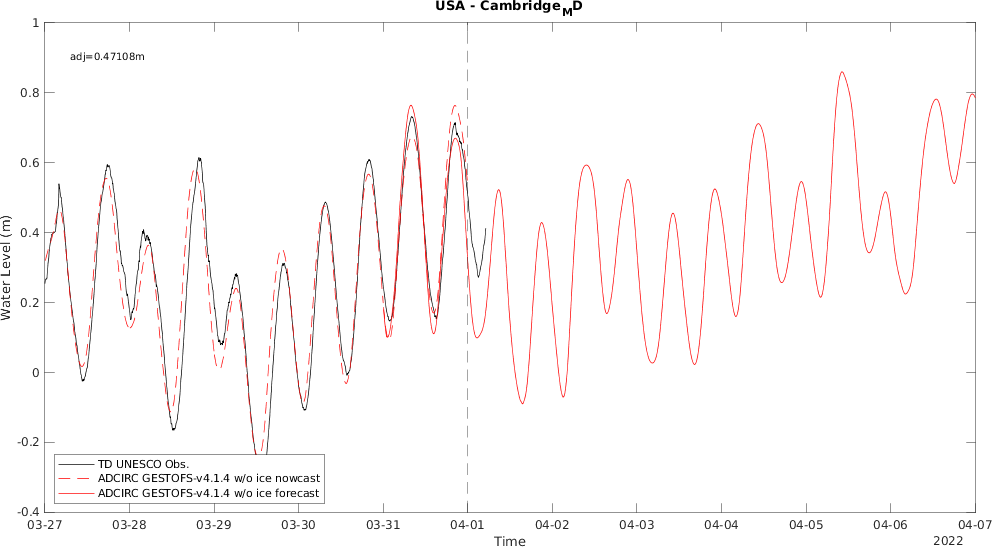 USA - Cambridge_MD
adj=0.47108m
Water Level (m)
1
0.8
0.6
0.4
0.2
0
-0.2
-0.4
TD UNESCO Obs.
ADCIRC GESTOFS-v4.1.4 w/o ice nowcast
ADCIRC GESTOFS-v4.1.4 w/o ice forecast
03-27 03-28 03-29 03-30 03-31 04-01 04-02 04-03 04-04 04-05 04-06 04-07
Time
2022